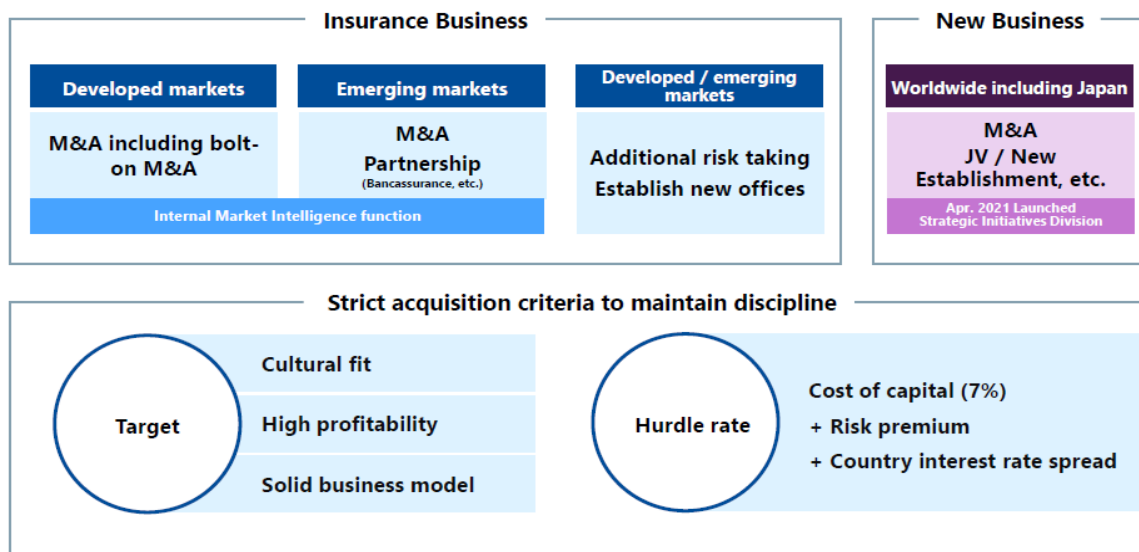 Insurance Business
New Business
Developed markets
Emerging markets
Developed / emerging
markets
Worldwide including Japan
M&A including bolt-
on M&A
M&A
Partnership
(Bancassurance, etc.)
Additional risk taking
Establish new offices
M&A
JV / New
Establishment, etc.
Internal Market Intelligence function
Apr. 2021 Launched
Strategic Initiatives Division
Strict acquisition criteria to maintain discipline
Target
Cultural fit
High profitability
Solid business model
Hurdle rate
Cost of capital (7%)
+ Risk premium
+ Country interest rate spread